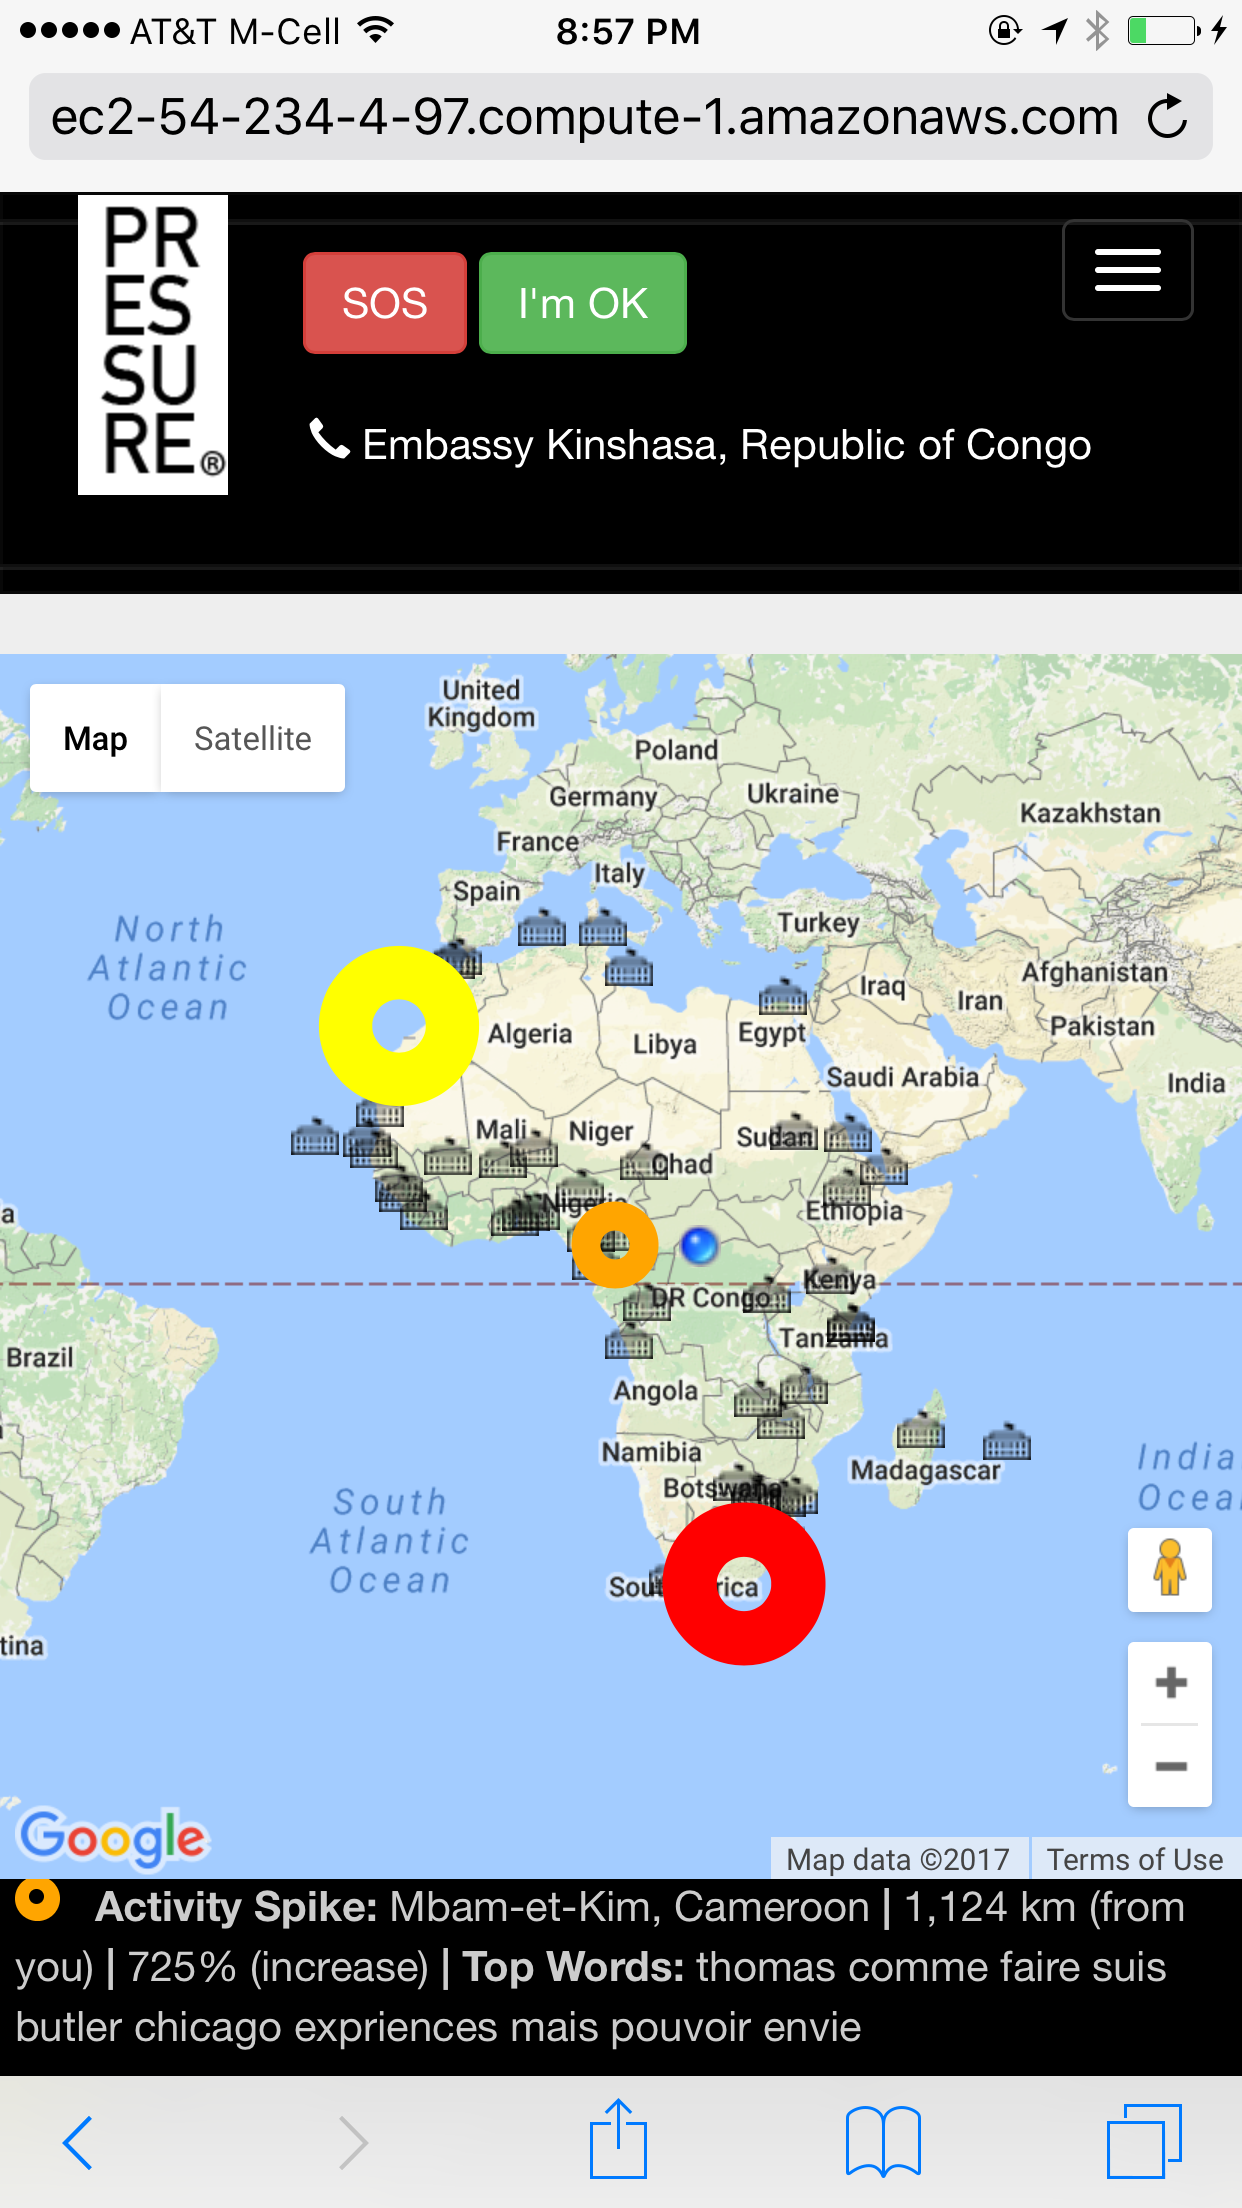 AT&T M-Cell 8:57 PM
ec2-54-234-4-97.compute-1.amazonaws.com
PR
ES
SU
RE®
SOS I'm OK
Embassy Kinshasa, Republic of Congo
Map Satellite
United
Kingdom
Poland
Germany
Ukraine
Kazakhstan
France
Italy
Spain
Turkey
North
Atlantic
Ocean
Afghanistan
Iraq
Iran
Pakistan
Algeria
Libya
Egypt
Saudi Arabia
India
Mali
Niger
Sudan
Chad
Nigeria
Ethiopia
a
Kenya
DR Congo
Tanzania
Brazil
Angola
Namibia
Madagascar
Botswana
India
Ocea
South
Atlantic
Ocean
Sou rica
tina
Google
Map data ©2017 Terms of Use
Activity Spike: Mbam-et-Kim, Cameroon | 1,124 km (from
you) | 725% (increase) | Top Words: thomas comme faire suis
butler chicago expriences mais pouvoir envie